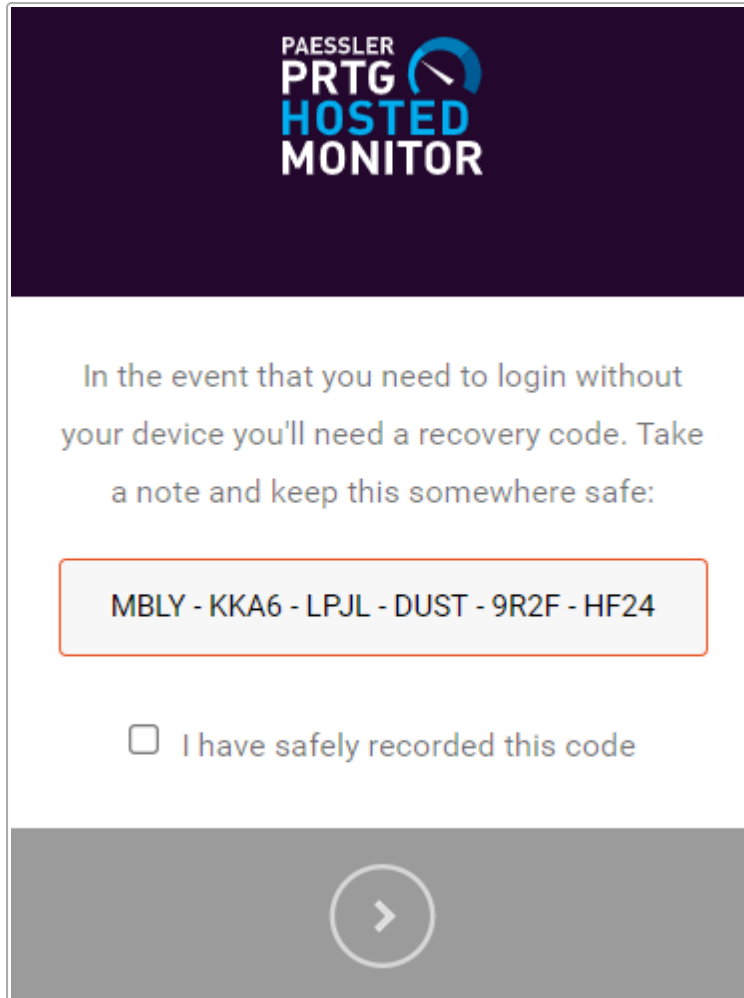 PAESSLER
PRTG
HOSTED
MONITOR
In the event that you need to login without
your device you'll need a recovery code. Take
a note and keep this somewhere safe:
MBLY - KKA6 - LPJL - DUST - 9R2F - HF24
I have safely recorded this code